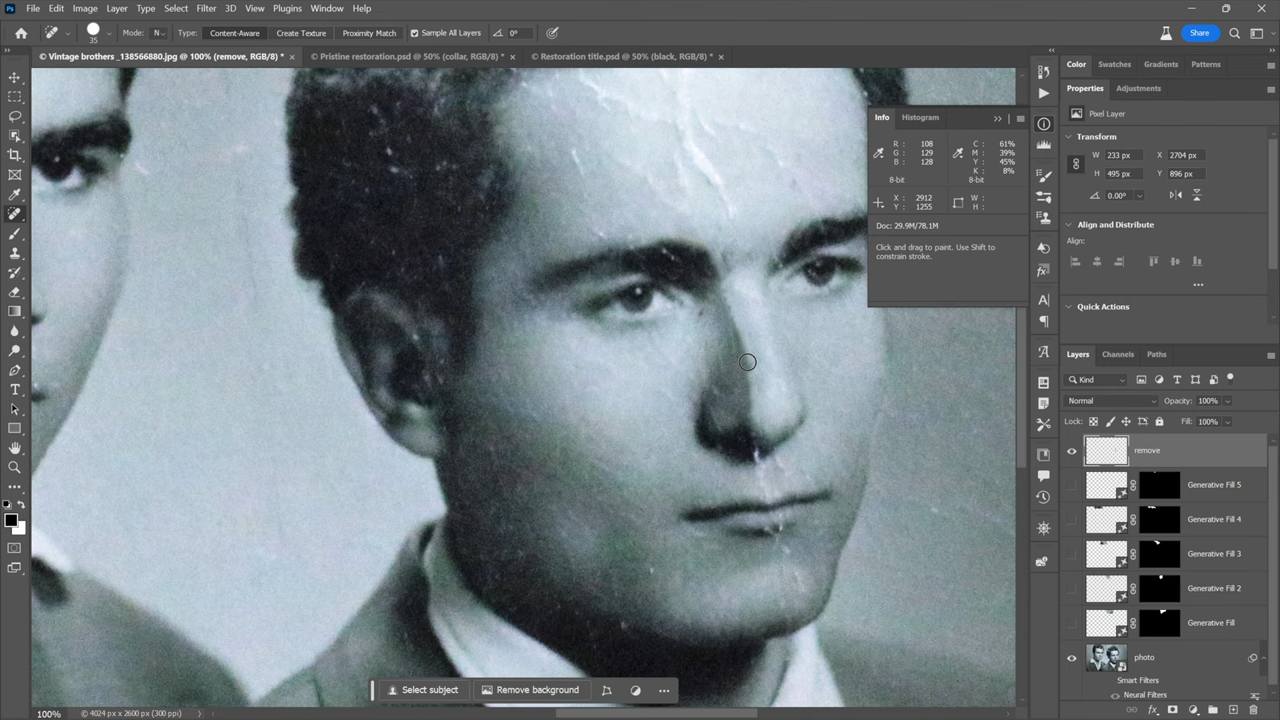 Ps File Edit Image Layer Type Select Filter 3D View Plugins Window Help
35 Mode: N Type: Content-Aware Create Texture Proximity Match Sample All Layers 0° Share
© Vintage brothers _138566880.jpg @ 100% (remove, RGB/8) * × © Pristine restoration.psd @ 50% (collar, RGB/8) * × © Restoration title.psd @ 50% (black, RGB/8) * ×
Color Swatches Gradients Patterns
Properties Adjustments
Pixel Layer
Transform
W 233 px X 2704 px
H 495 px Y 896 px
0.00°
Align and Distribute
Align:
Quick Actions
Info Histogram
R : 108 C : 61%
G : 129 M : 39%
B : 128 Y : 45%
K : 8%
8-bit 8-bit
X : 2912 W :
Y : 1255 H :
Doc: 29.9M/78.1M
Click and drag to paint. Use Shift to
constrain stroke.
Layers Channels Paths
Kind
Normal Opacity: 100%
Lock: Fill: 100%
remove
Generative Fill 5
Generative Fill 4
Generative Fill 3
Generative Fill 2
Generative Fill
photo
Smart Filters
Neural Filters
Select subject Remove background
100% © 4024 px x 2600 px (300 ppi)